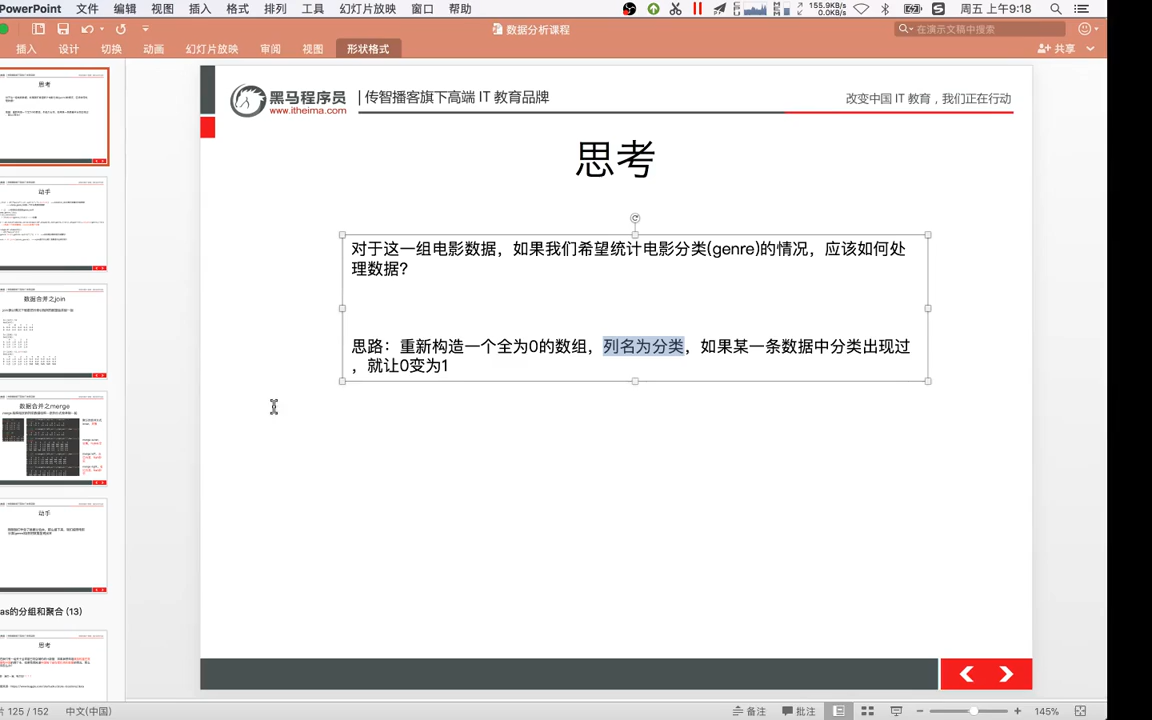 PowerPoint 文件 编辑 视图 插入 格式 工具 幻灯片放映 窗口 帮助 155.9KB/s 0.0KB/s 周五 上午9:18
数据分析课程 在演示文稿中搜索
插入 设计 切换 动画 幻灯片放映 审阅 视图 形状格式 共享
黑马程序员 www.itheima.com 传智播客旗下高端 IT 教育品牌 改变中国 IT 教育，我们正在行动
思考
对于这一组电影数据，如果我们希望统计电影分类(genre)的情况，应该如何处
理数据?
思路：重新构造一个全为0的数组，列名为分类，如果某一条数据中分类出现过
，就让0变为1
思考
动手
数据合并之join
数据合并之merge
动手
as的分组和聚合 (13)
思考
片 125 / 152 中文(中国) 备注 批注 145%